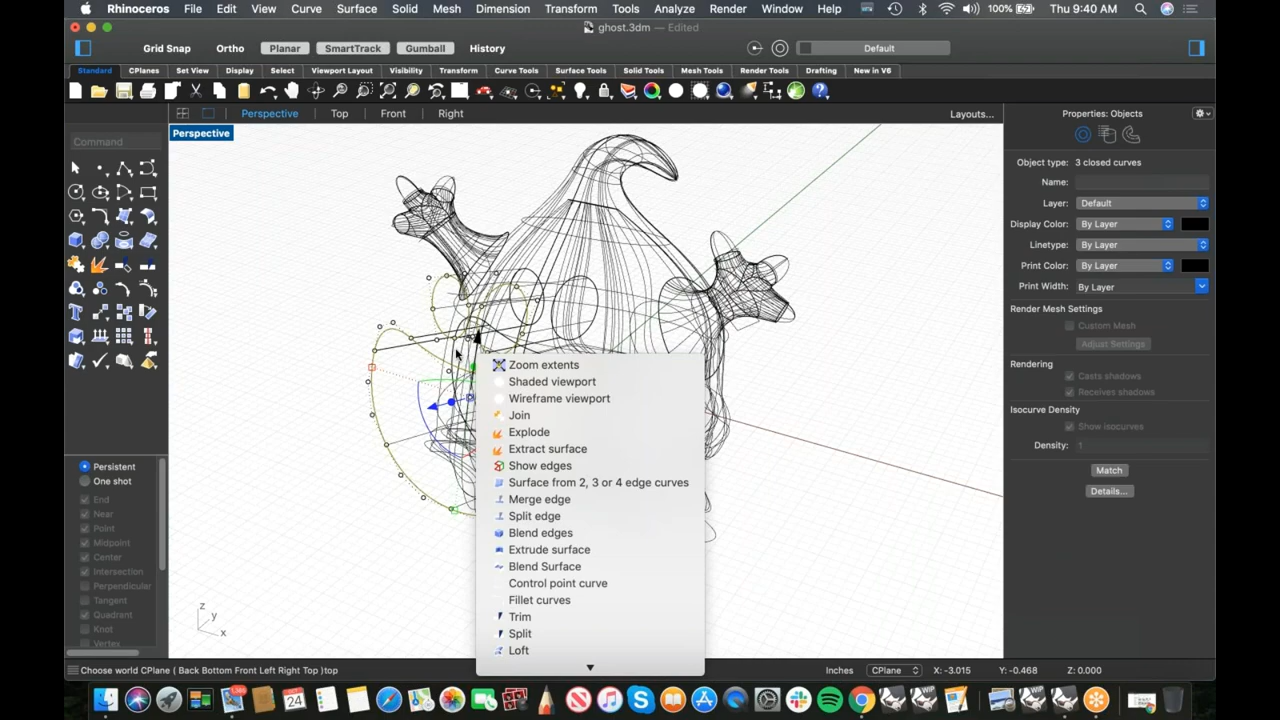 Rhinoceros File Edit View Curve Surface Solid Mesh Dimension Transform Tools Analyze Render Window Help 100% Thu 9:40 AM
ghost.3dm — Edited
Grid Snap Ortho Planar SmartTrack Gumball History Default
Standard CPlanes Set View Display Select Viewport Layout Visibility Transform Curve Tools Surface Tools Solid Tools Mesh Tools Render Tools Drafting New in V6
Perspective Top Front Right Layouts...
Perspective
Command
Properties: Objects
Object type: 3 closed curves
Name:
Layer: Default
Display Color: By Layer
Linetype: By Layer
Print Color: By Layer
Print Width: By Layer
Render Mesh Settings
Custom Mesh
Adjust Settings
Rendering
Casts shadows
Receives shadows
Isocurve Density
Show isocurves
Density: 1
Match
Details...
Zoom extents
Shaded viewport
Wireframe viewport
Join
Explode
Extract surface
Show edges
Surface from 2, 3 or 4 edge curves
Merge edge
Split edge
Blend edges
Extrude surface
Blend Surface
Control point curve
Fillet curves
Trim
Split
Loft
Persistent
One shot
End
Near
Point
Midpoint
Center
Intersection
Perpendicular
Tangent
Quadrant
Knot
Vertex
z
y
x
Choose world CPlane ( Back Bottom Front Left Right Top )top Inches CPlane X: -3.015 Y: -0.468 Z: 0.000
24
WIP WIP